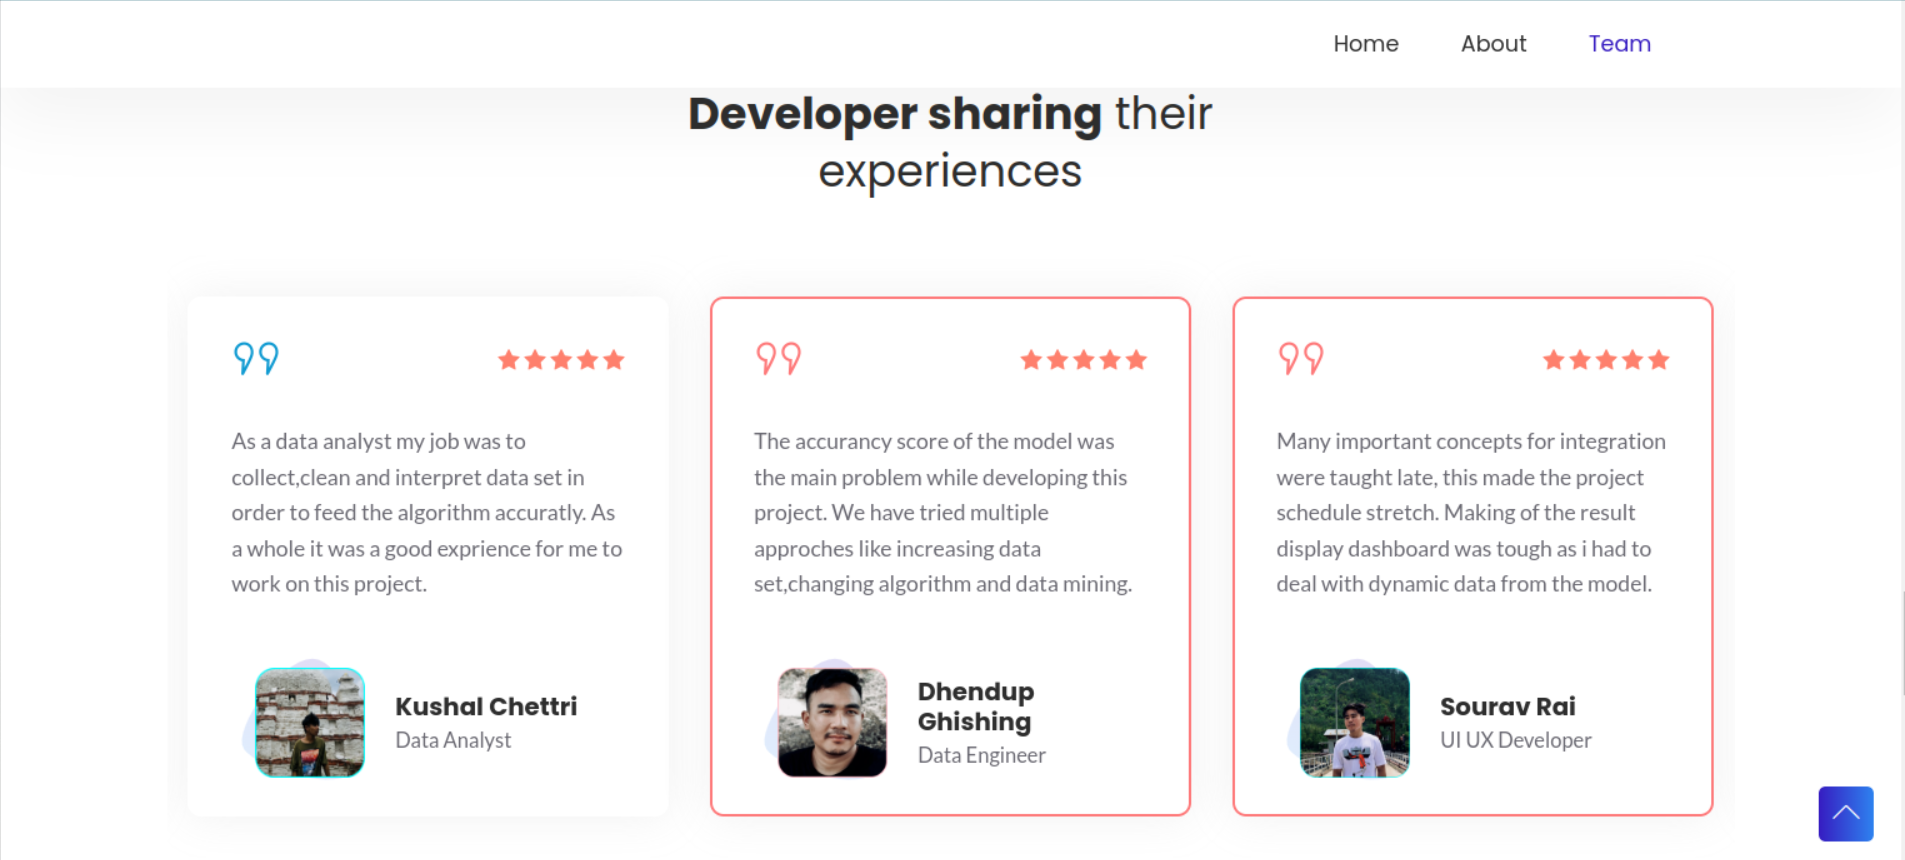 Home About Team
Developer sharing their
experiences
As a data analyst my job was to
collect,clean and interpret data set in
order to feed the algorithm accuratly. As
a whole it was a good exprience for me to
work on this project.
Kushal Chettri
Data Analyst
The accurancy score of the model was
the main problem while developing this
project. We have tried multiple
approches like increasing data
set,changing algorithm and data mining.
Dhendup
Ghishing
Data Engineer
Many important concepts for integration
were taught late, this made the project
schedule stretch. Making of the result
display dashboard was tough as i had to
deal with dynamic data from the model.
Sourav Rai
UI UX Developer